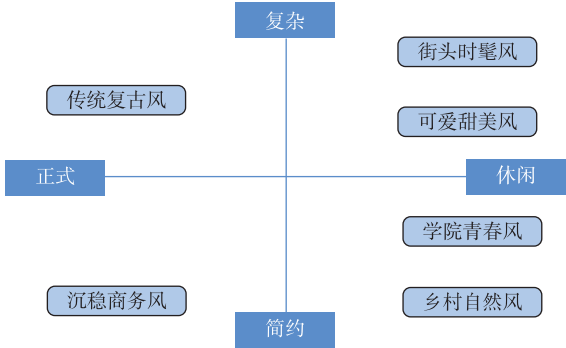 复杂
街头时髦风
传统复古风
可爱甜美风
正式
休闲
学院青春风
沉稳商务风
乡村自然风
简约